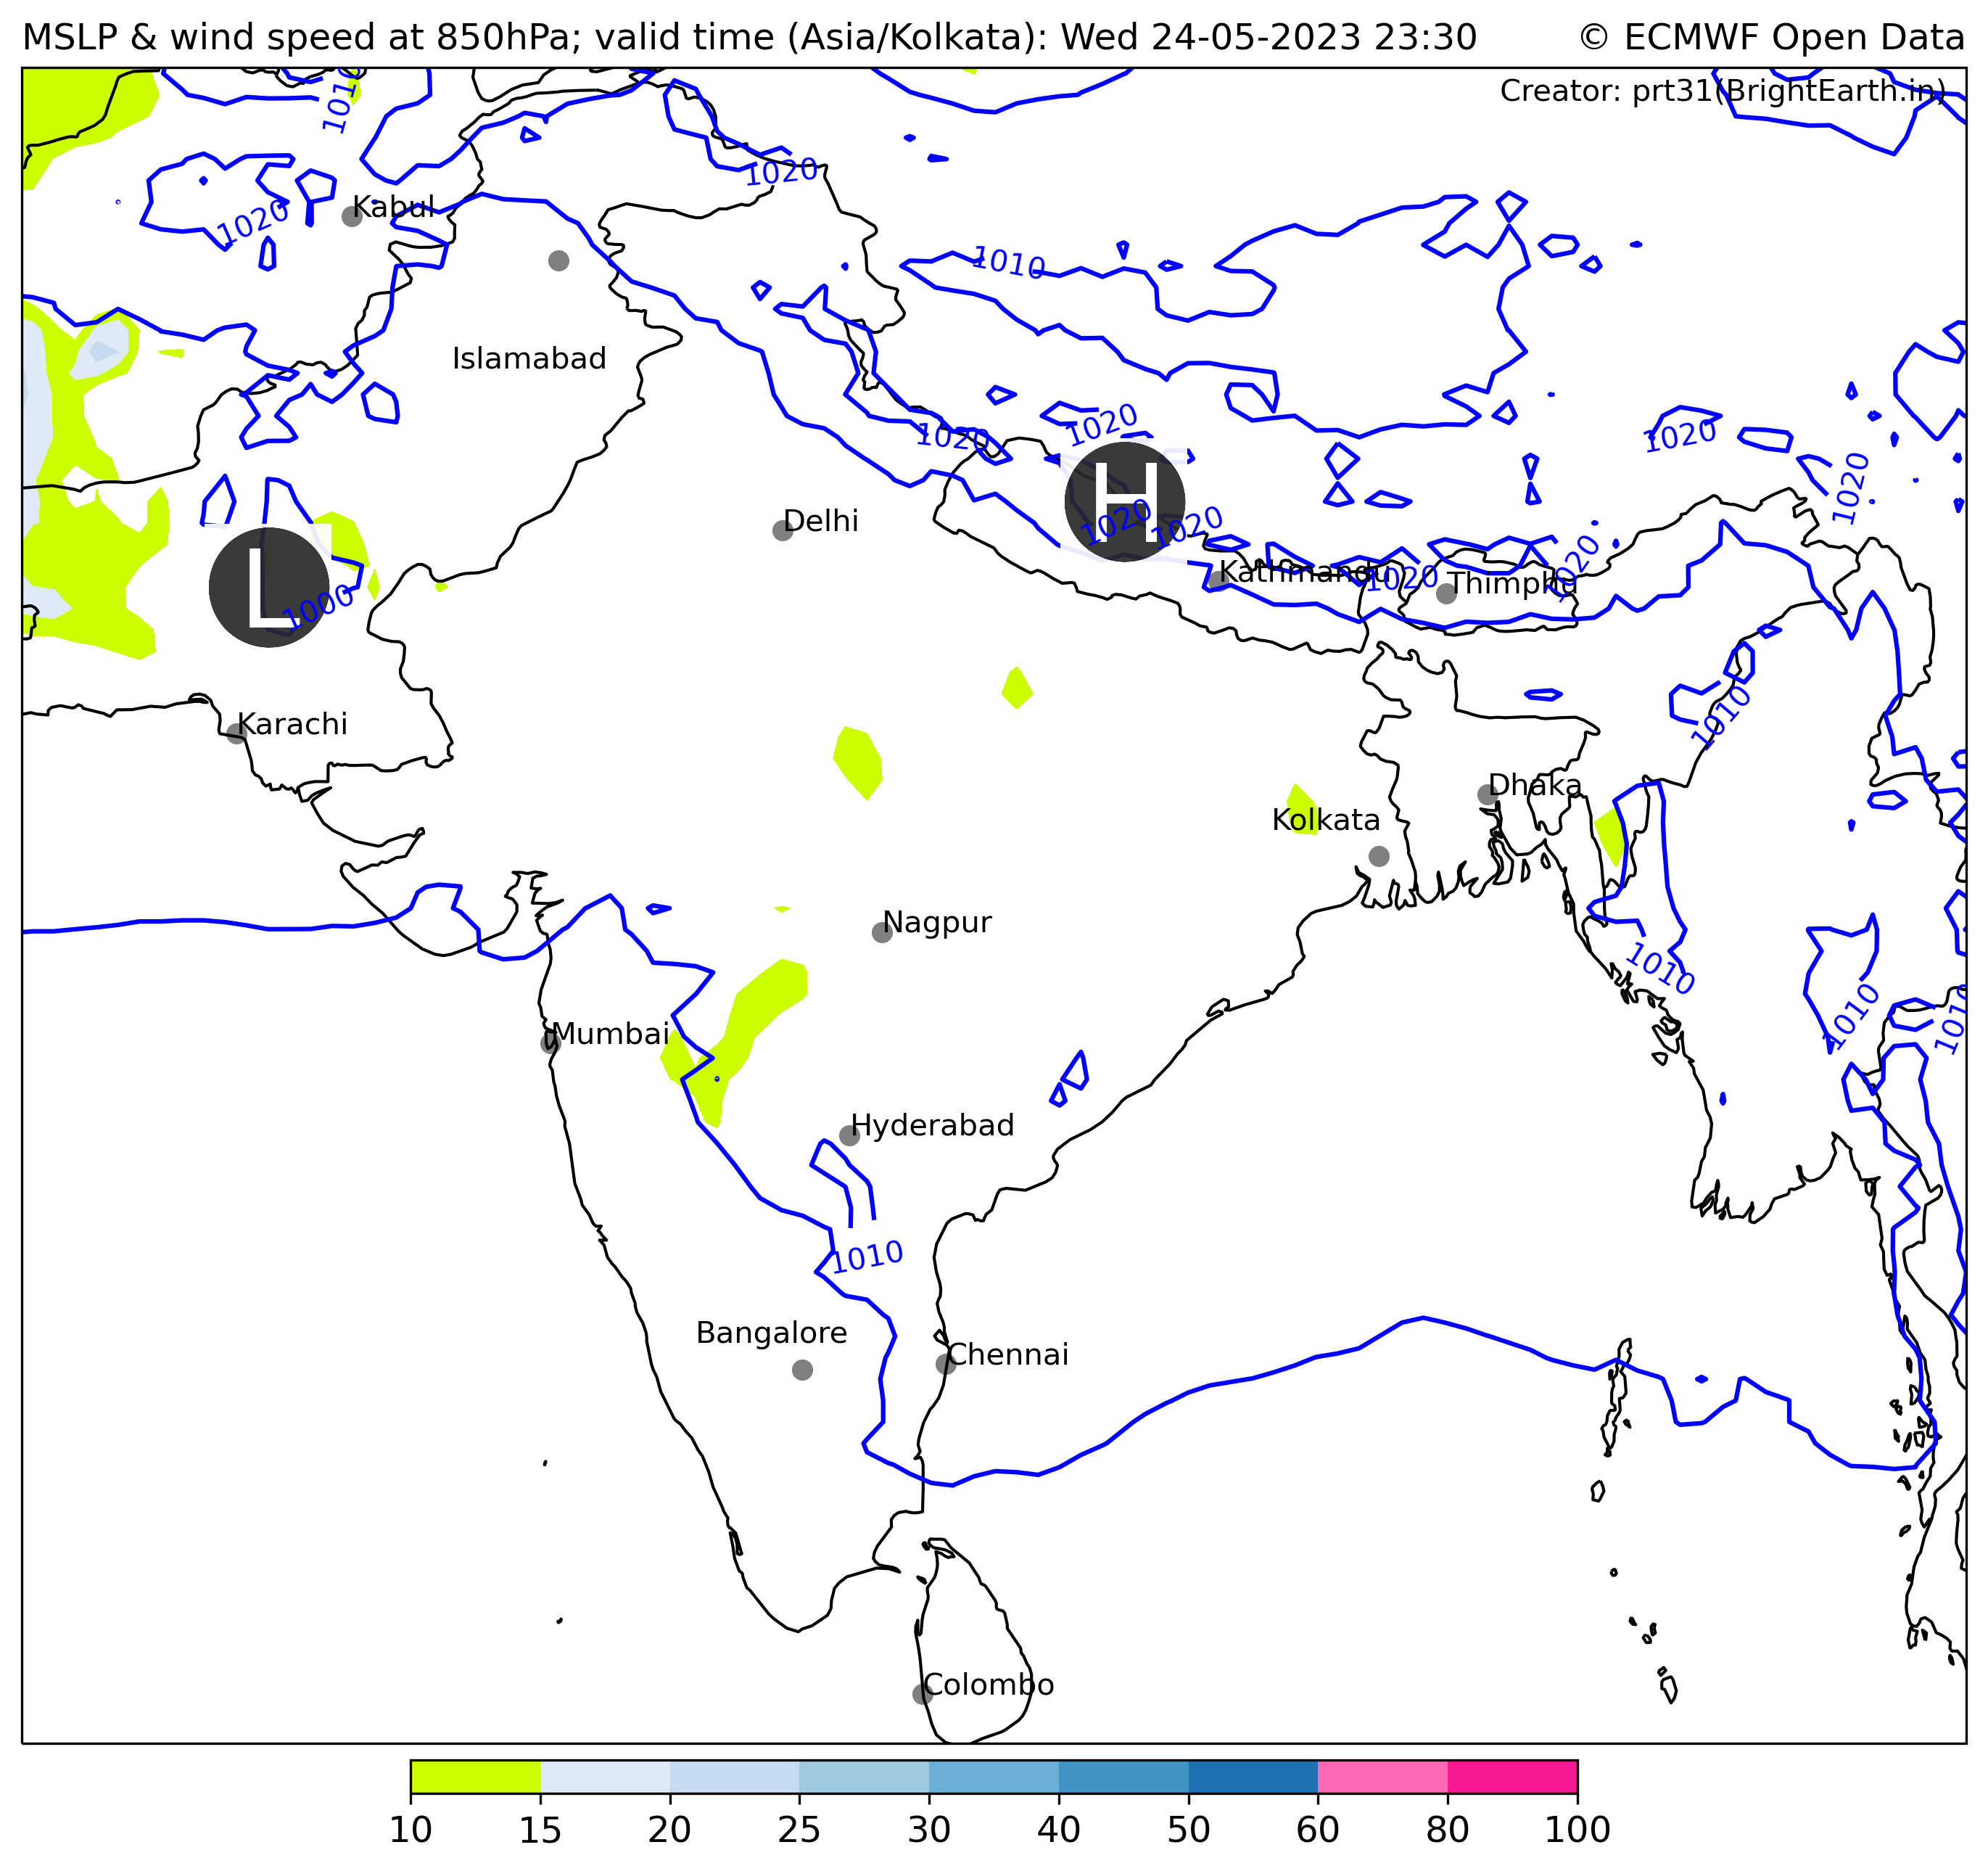 MSLP & wind speed at 850hPa; valid time (Asia/Kolkata): Wed 24-05-2023 23:30 © ECMWF Open Data
Creator: prt31(BrightEarth.in)
1010
1020
1020
Kabul
1010
Islamabad
1020
1020
1020
1020
H
Delhi
1020
1020
1020
L
1000
Kathmandu
1020
Thimphu
1020
Karachi
1010
Dhaka
Kolkata
Nagpur
1010
Mumbai
1010
1010
Hyderabad
1010
Bangalore
Chennai
Colombo
10 15 20 25 30 40 50 60 80 100